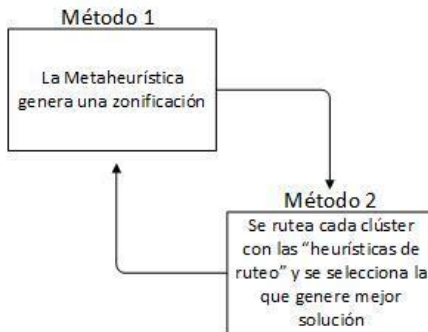 Método 1
La Metaheurística
genera una zonificación
Método 2
Se rutea cada clúster
con las “heurísticas de
ruteo” y se selecciona la
que genere mejor
solución